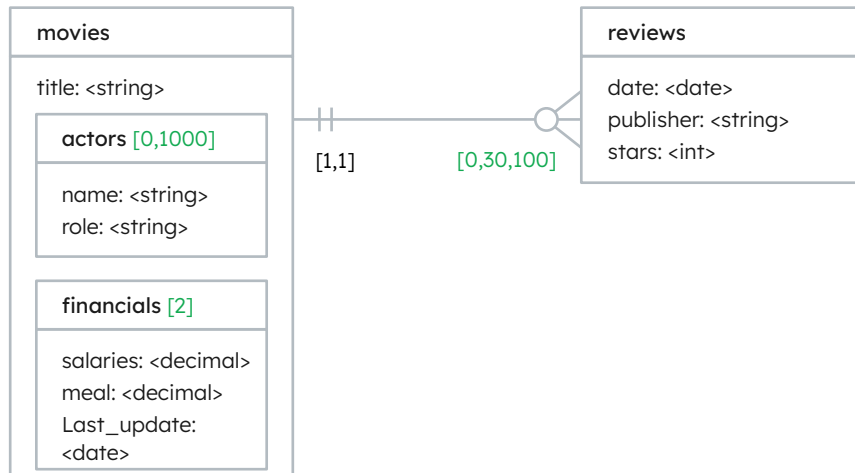 movies
title: <string>
actors [0,1000]
name: <string>
role: <string>
financials [2]
salaries: <decimal>
meal: <decimal>
Last_update:
<date>
[1,1]
[0,30,100]
reviews
date: <date>
publisher: <string>
stars: <int>